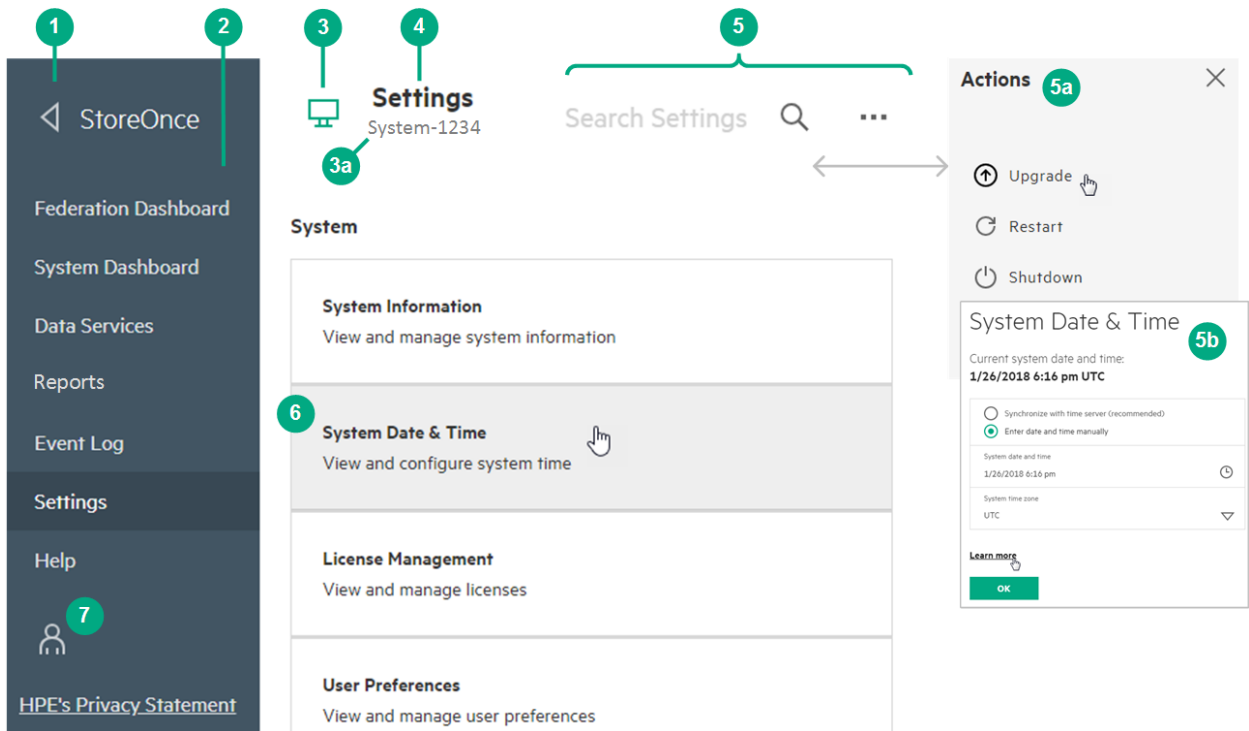 1
2
3
4
5
StoreOnce
Federation Dashboard
System Dashboard
Data Services
Reports
Event Log
Settings
Help
7
HPE's Privacy Statement
Settings
System-1234
3a
Search Settings
...
System
System Information
View and manage system information
6
System Date & Time
View and configure system time
License Management
View and manage licenses
User Preferences
View and manage user preferences
Actions
5a
Upgrade
Restart
Shutdown
System Date & Time
5b
Current system date and time:
1/26/2018 6:16 pm UTC
Synchronize with time server (recommended)
Enter date and time manually
System date and time
1/26/2018 6:16 pm
System time zone
UTC
Learn more
OK